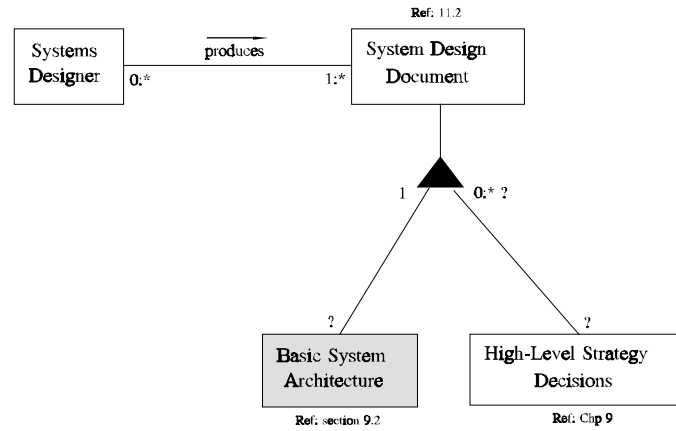 Ref: 11.2
Systems
Designer
produces
0:*
1:*
System Design
Document
1
0:* ?
?
?
Basic System
Architecture
High-Level Strategy
Decisions
Ref: section 9.2
Ref: Chp 9